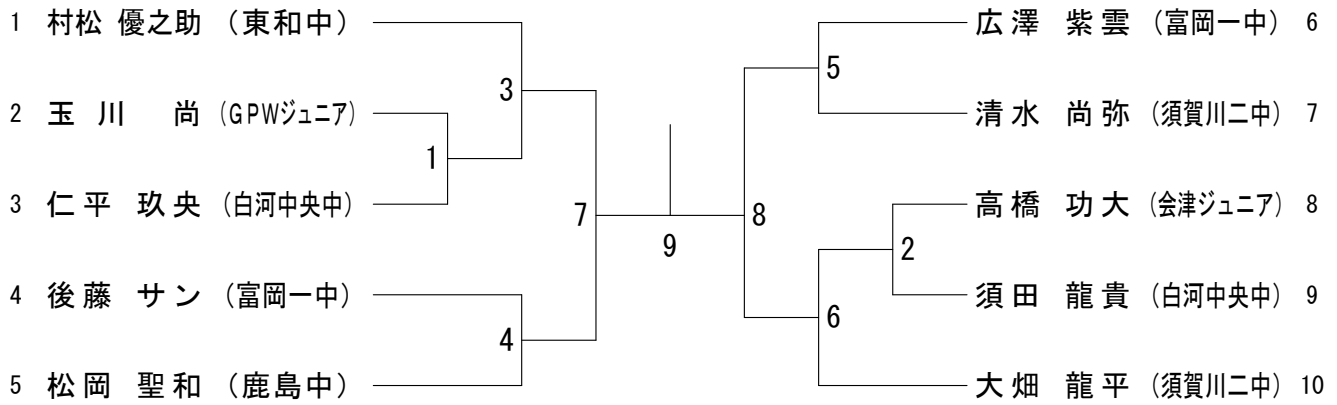 1 村松 優之助 (東和中)
2 玉川 尚 (GPWジュニア)
3 仁平 玖央 (白河中央中)
4 後藤 サン (富岡一中)
5 松岡 聖和 (鹿島中)
1
3
4
7
9
8
5
6
2
広澤 紫雲 (富岡一中) 6
清水 尚弥 (須賀川二中) 7
高橋 功大 (会津ジュニア) 8
須田 龍貴 (白河中央中) 9
大畑 龍平 (須賀川二中) 10